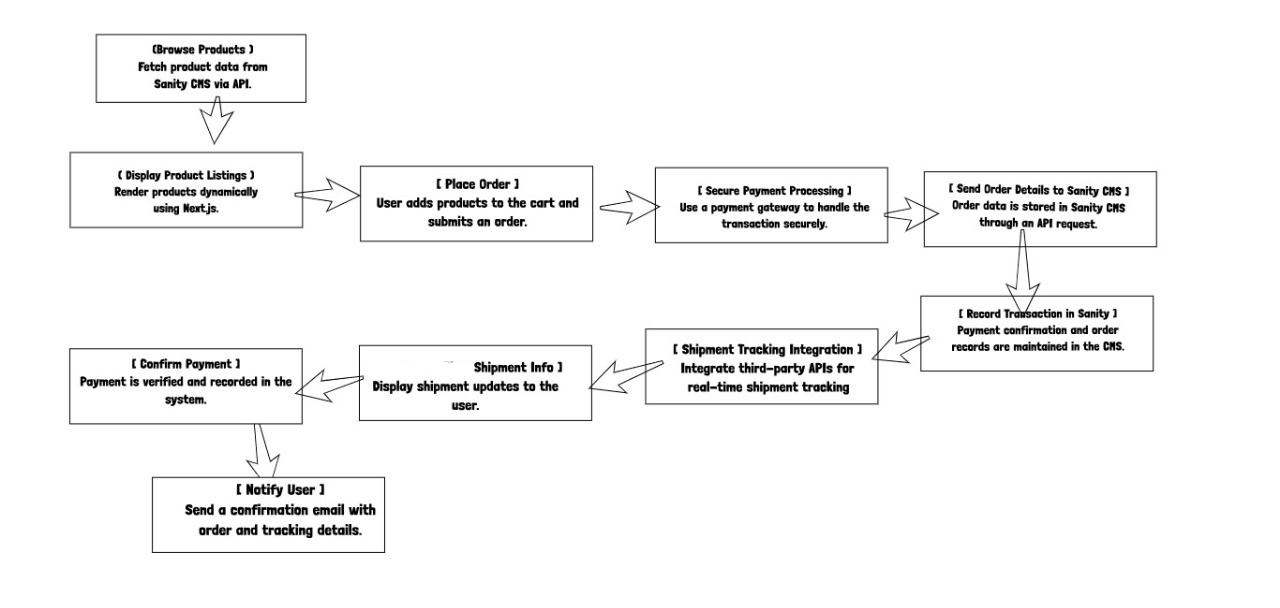 (Browse Products )
Fetch product data from
Sanity CMS via API.
( Display Product Listings )
Render products dynamically
using Next.js.
[ Place Order ]
User adds products to the cart and
submits an order.
[ Secure Payment Processing ]
Use a payment gateway to handle the
transaction securely.
[ Send Order Details to Sanity CMS ]
Order data is stored in Sanity CMS
through an API request.
[ Record Transaction in Sanity ]
Payment confirmation and order
records are maintained in the CMS.
[ Shipment Tracking Integration ]
Integrate third-party APIs for
real-time shipment tracking
Shipment Info ]
Display shipment updates to the
user.
[ Confirm Payment ]
Payment is verified and recorded in the
system.
[ Notify User ]
Send a confirmation email with
order and tracking details.